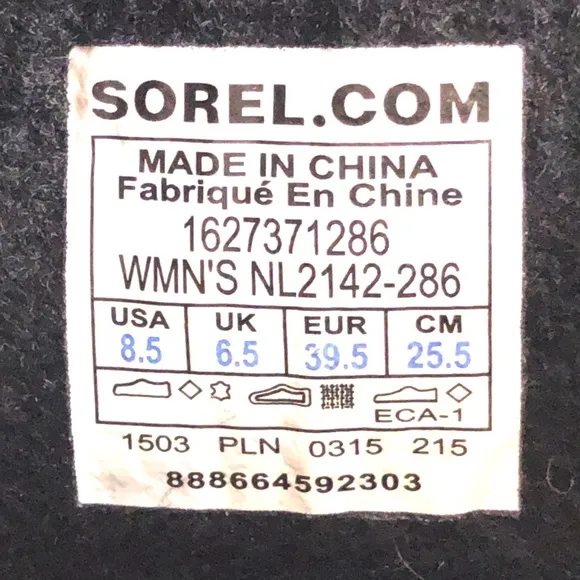 SOREL.COM
MADE IN CHINA
Fabriqué En Chine
1627371286
WMN'S NL2142-286
USA UK EUR CM
8.5 6.5 39.5 25.5
ECA-1
1503 PLN 0315 215
888664592303